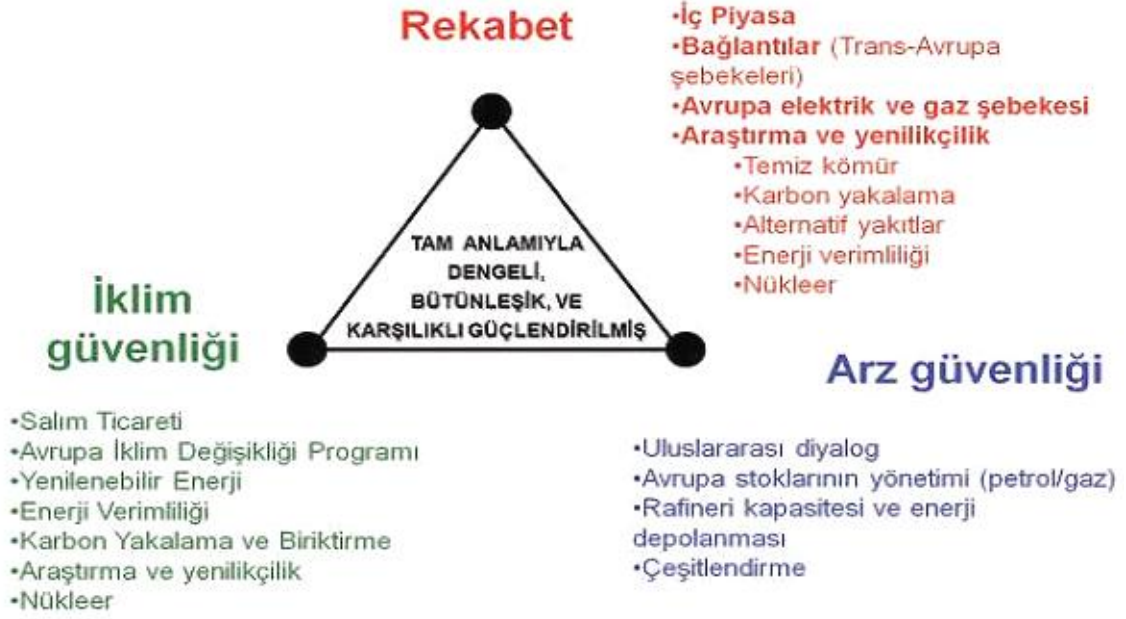 Rekabet
•İç Piyasa
•Bağlantılar (Trans-Avrupa
şebekeleri)
•Avrupa elektrik ve gaz şebekesi
•Araştırma ve yenilikçilik
•Temiz kömür
•Karbon yakalama
•Alternatif yakıtlar
•Enerji verimliliği
•Nükleer
TAM ANLAMIYLA
DENGELİ,
BÜTÜNLEŞİK, VE
KARŞILIKLI GÜÇLENDİRİLMİŞ
İklim
güvenliği
•Salım Ticareti
•Avrupa İklim Değişikliği Programı
•Yenilenebilir Enerji
•Enerji Verimliliği
•Karbon Yakalama ve Biriktirme
•Araştırma ve yenilikçilik
•Nükleer
Arz güvenliği
•Uluslararası diyalog
•Avrupa stoklarının yönetimi (petrol/gaz)
•Rafineri kapasitesi ve enerji
depolanması
•Çeşitlendirme